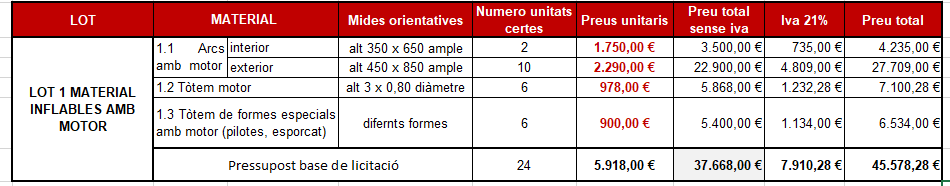 LOT MATERIAL Mides orientatives Numero unitats certes Preus unitaris Preu total sense iva Iva 21% Preu total
LOT 1 MATERIAL INFLABLES AMB MOTOR
1.1 Arcs amb motor interior alt 350 x 650 ample 2 1.750,00 € 3.500,00 € 735,00 € 4.235,00 €
exterior alt 450 x 850 ample 10 2.290,00 € 22.900,00 € 4.809,00 € 27.709,00 €
1.2 Tòtem motor alt 3 x 0,80 diàmetre 6 978,00 € 5.868,00 € 1.232,28 € 7.100,28 €
1.3 Tòtem de formes especials amb motor (pilotes, esporcat) difernts formes 6 900,00 € 5.400,00 € 1.134,00 € 6.534,00 €
Pressupost base de licitació 24 5.918,00 € 37.668,00 € 7.910,28 € 45.578,28 €